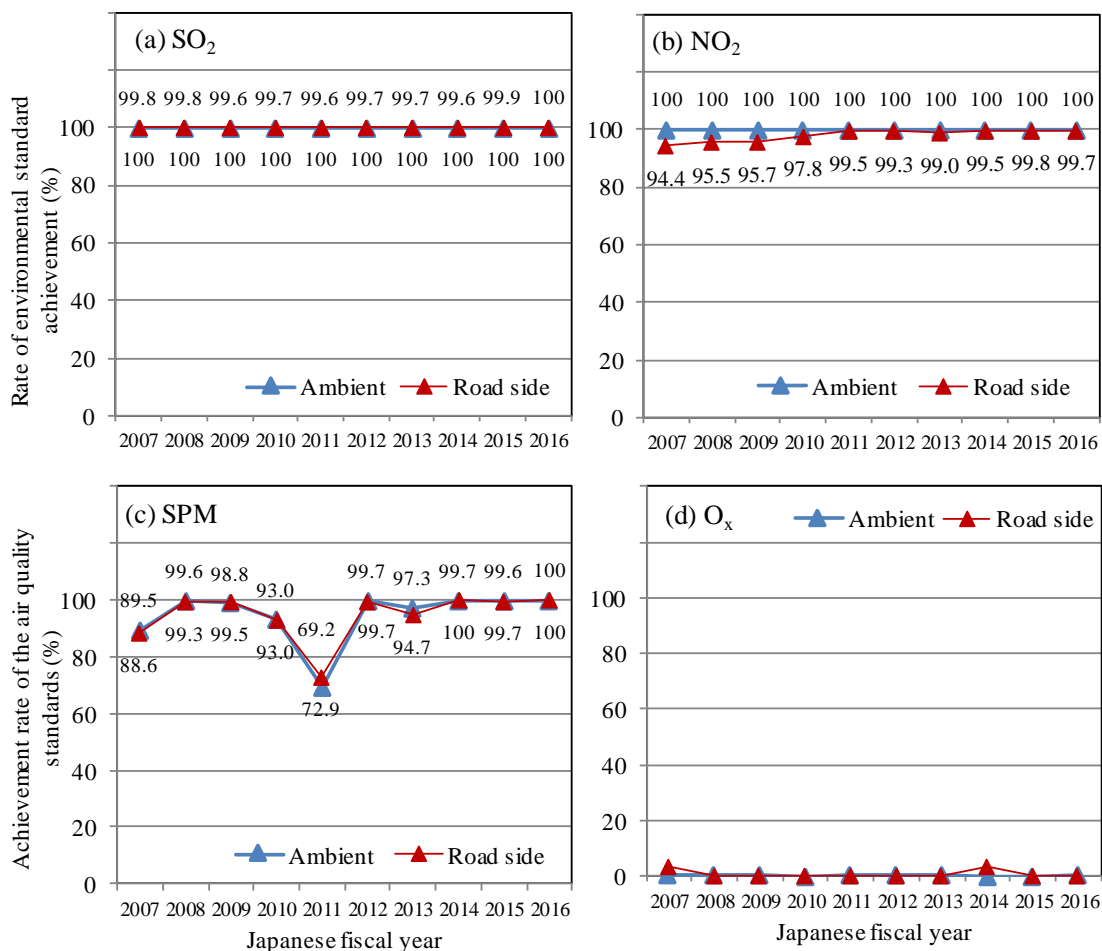 (a) SO₂
99.8 99.8 99.6 99.7 99.6 99.7 99.7 99.6 99.9 100
100 100 100 100 100 100 100 100 100 100
100
80
60
40
20
0
Rate of environmental standard
achievement (%)
Ambient Road side
2007 2008 2009 2010 2011 2012 2013 2014 2015 2016
(b) NO₂
100 100 100 100 100 100 100 100 100 100
94.4 95.5 95.7 97.8 99.5 99.3 99.0 99.5 99.8 99.7
100
80
60
40
20
0
Ambient Road side
2007 2008 2009 2010 2011 2012 2013 2014 2015 2016
(c) SPM
89.5 99.6 98.8 93.0 69.2 99.7 97.3 99.7 99.6 100
88.6 99.3 99.5 93.0 72.9 99.7 94.7 100 99.7 100
100
80
60
40
20
0
Achievement rate of the air quality
standards (%)
Ambient Road side
2007 2008 2009 2010 2011 2012 2013 2014 2015 2016
Japanese fiscal year
(d) Oₓ
Ambient Road side
100
80
60
40
20
0
2007 2008 2009 2010 2011 2012 2013 2014 2015 2016
Japanese fiscal year